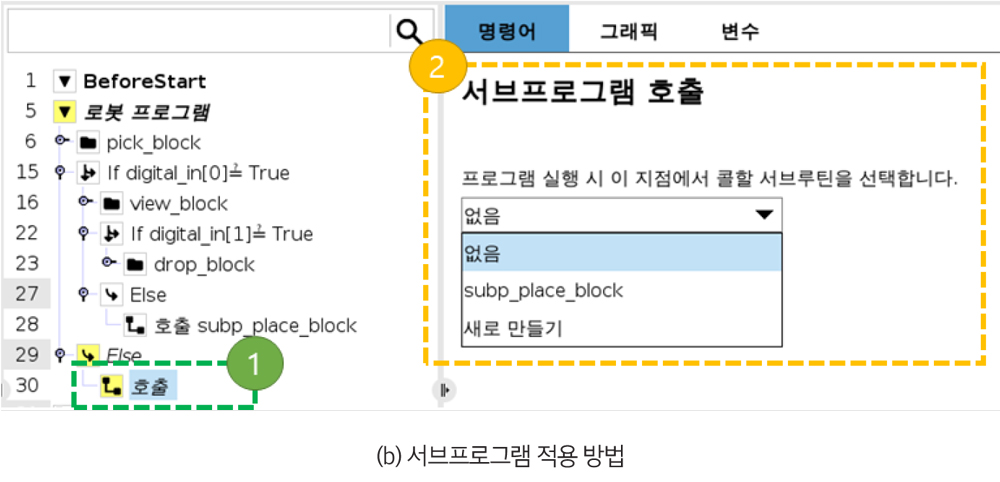 명령어 그래픽 변수
2
1 BeforeStart
5 로봇 프로그램
6 pick_block
15 If digital_in[0]≟ True
16 view_block
22 If digital_in[1]≟ True
23 drop_block
27 Else
28 호출 subp_place_block
29 Else
30 호출
1
서브프로그램 호출
프로그램 실행 시 이 지점에서 콜할 서브루틴을 선택합니다.
없음
없음
subp_place_block
새로 만들기
(b) 서브프로그램 적용 방법